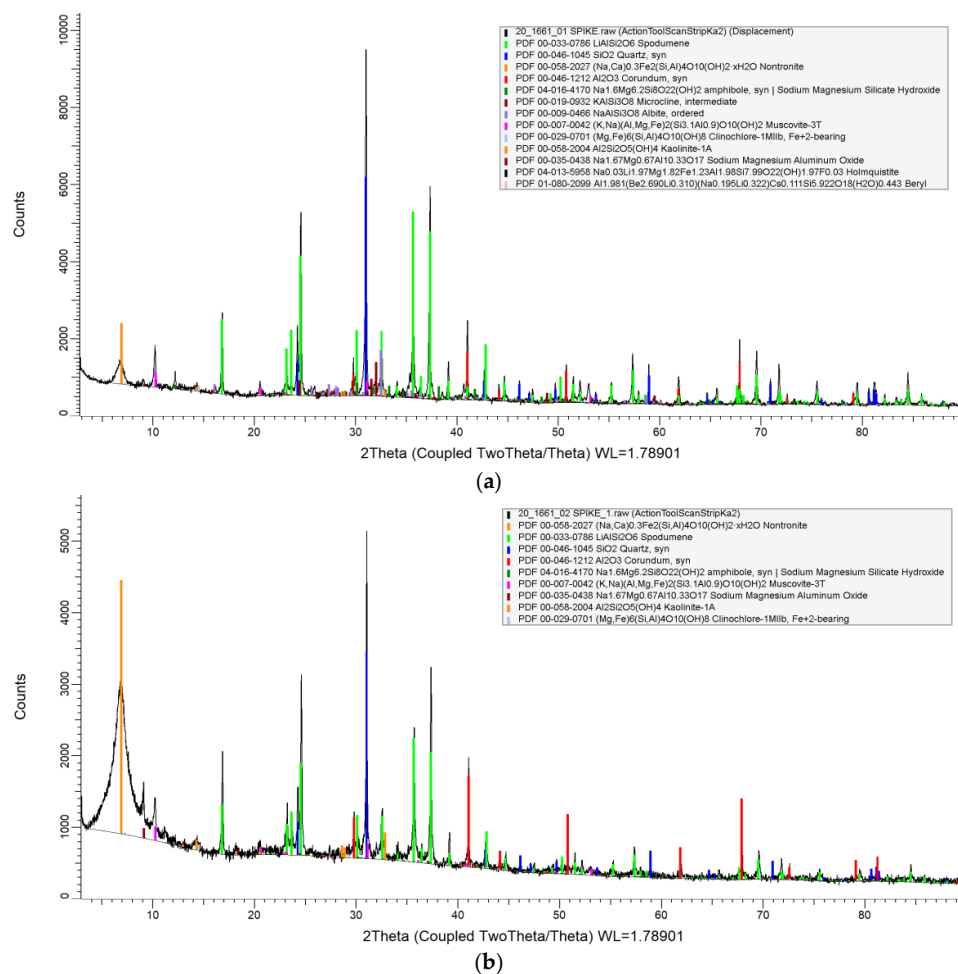 20_1661_01 SPIKE.raw (ActionToolScanStripKa2) (Displacement)
PDF 00-033-0786 LiAlSi2O6 Spodumene
PDF 00-046-1045 SiO2 Quartz, syn
PDF 00-058-2027 (Na,Ca)0.3Fe2(Si,Al)4O10(OH)2·xH2O Nontronite
PDF 00-046-1212 Al2O3 Corundum, syn
PDF 04-016-4170 Na1.6Mg6.2Si8O22(OH)2 amphibole, syn | Sodium Magnesium Silicate Hydroxide
PDF 00-019-0932 KAlSi3O8 Microcline, intermediate
PDF 00-009-0466 NaAlSi3O8 Albite, ordered
PDF 00-007-0042 (K,Na)(Al,Mg,Fe)2(Si3.1Al0.9)O10(OH)2 Muscovite-3T
PDF 00-029-0701 (Mg,Fe)6(Si,Al)4O10(OH)8 Clinochlore-1MIIb, Fe+2-bearing
PDF 00-058-2004 Al2Si2O5(OH)4 Kaolinite-1A
PDF 00-035-0438 Na1.67Mg0.67Al10.33O17 Sodium Magnesium Aluminum Oxide
PDF 04-013-5958 Na0.03Li1.97Mg1.82Fe1.23Al1.98Si7.99O22(OH)1.97F0.03 Holmquistite
PDF 01-080-2099 Al1.981(Be2.690Li0.310)(Na0.195Li0.322)Cs0.111Si5.922O18(H2O)0.443 Beryl
Counts
10000
8000
6000
4000
2000
0
10 20 30 40 50 60 70 80
2Theta (Coupled TwoTheta/Theta) WL=1.78901
(a)
20_1661_02 SPIKE_1.raw (ActionToolScanStripKa2)
PDF 00-058-2027 (Na,Ca)0.3Fe2(Si,Al)4O10(OH)2·xH2O Nontronite
PDF 00-033-0786 LiAlSi2O6 Spodumene
PDF 00-046-1045 SiO2 Quartz, syn
PDF 00-046-1212 Al2O3 Corundum, syn
PDF 04-016-4170 Na1.6Mg6.2Si8O22(OH)2 amphibole, syn | Sodium Magnesium Silicate Hydroxide
PDF 00-007-0042 (K,Na)(Al,Mg,Fe)2(Si3.1Al0.9)O10(OH)2 Muscovite-3T
PDF 00-035-0438 Na1.67Mg0.67Al10.33O17 Sodium Magnesium Aluminum Oxide
PDF 00-058-2004 Al2Si2O5(OH)4 Kaolinite-1A
PDF 00-029-0701 (Mg,Fe)6(Si,Al)4O10(OH)8 Clinochlore-1MIIb, Fe+2-bearing
Counts
5000
4000
3000
2000
1000
0
10 20 30 40 50 60 70 80
2Theta (Coupled TwoTheta/Theta) WL=1.78901
(b)